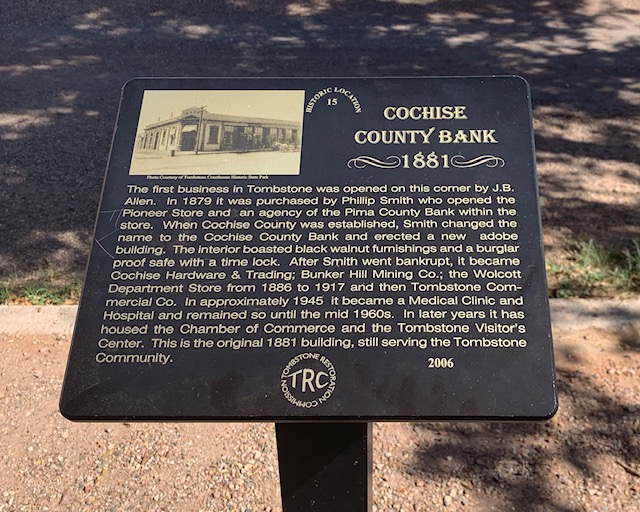 HISTORIC LOCATION
15
COCHISE
COUNTY BANK
1881
Photo Courtesy of Tombstone Courthouse Historic State Park
The first business in Tombstone was opened on this corner by J.B.
Allen. In 1879 it was purchased by Phillip Smith who opened the
Pioneer Store and an agency of the Pima County Bank within the
store. When Cochise County was established, Smith changed the
name to the Cochise County Bank and erected a new adobe
building. The interior boasted black walnut furnishings and a burglar
proof safe with a time lock. After Smith went bankrupt, it became
Cochise Hardware & Trading; Bunker Hill Mining Co.; the Wolcott
Department Store from 1886 to 1917 and then Tombstone Com-
mercial Co. In approximately 1945 it became a Medical Clinic and
Hospital and remained so until the mid 1960s. In later years it has
housed the Chamber of Commerce and the Tombstone Visitor's
Center. This is the original 1881 building, still serving the Tombstone
Community.
2006
TOMBSTONE RESTORATION COMMISSION
TRC